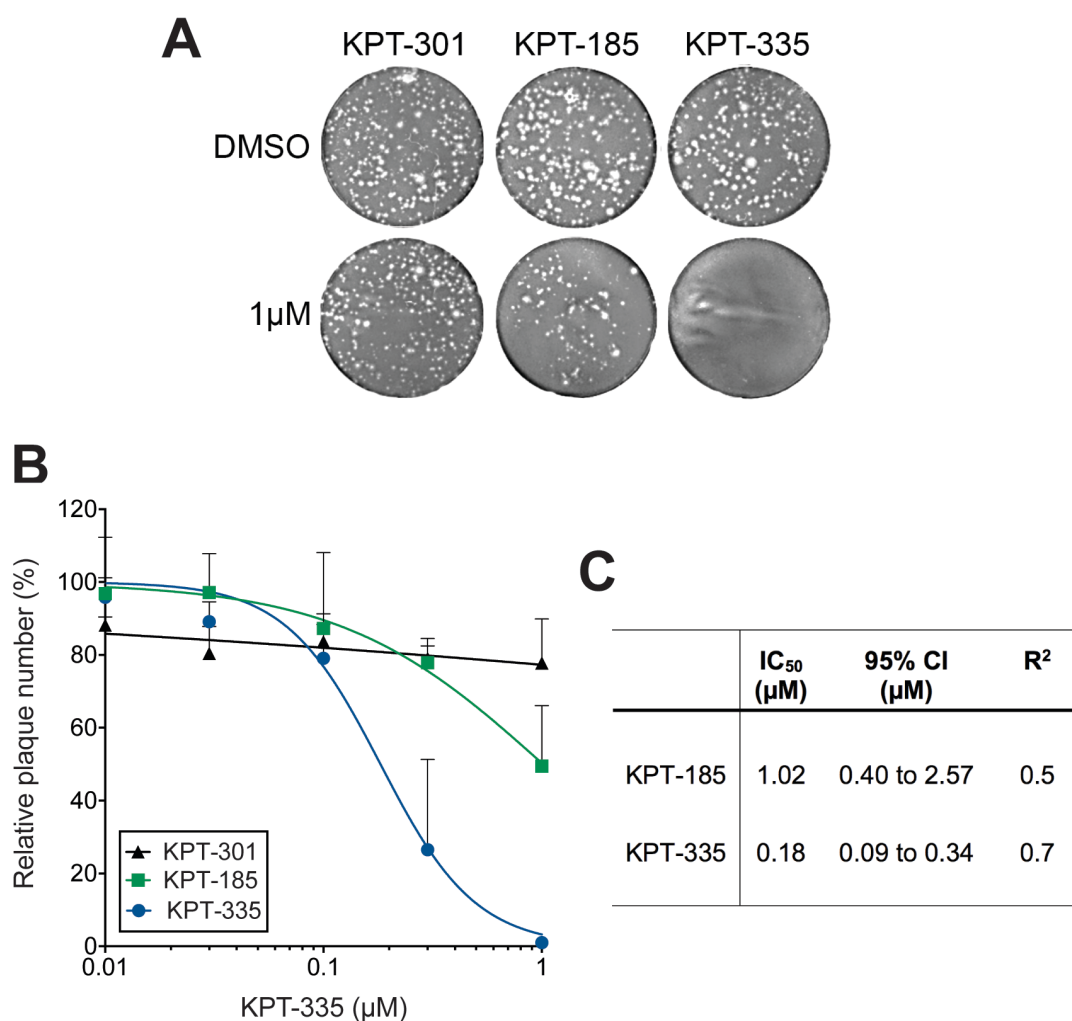 A
KPT-301 KPT-185 KPT-335
DMSO
1µM
B
120
100
80
60
40
20
0
Relative plaque number (%)
KPT-301
KPT-185
KPT-335
0.01 0.1 1
KPT-335 (µM)
C
IC₅₀ 95% CI R²
(µM) (µM)
KPT-185 1.02 0.40 to 2.57 0.5
KPT-335 0.18 0.09 to 0.34 0.7